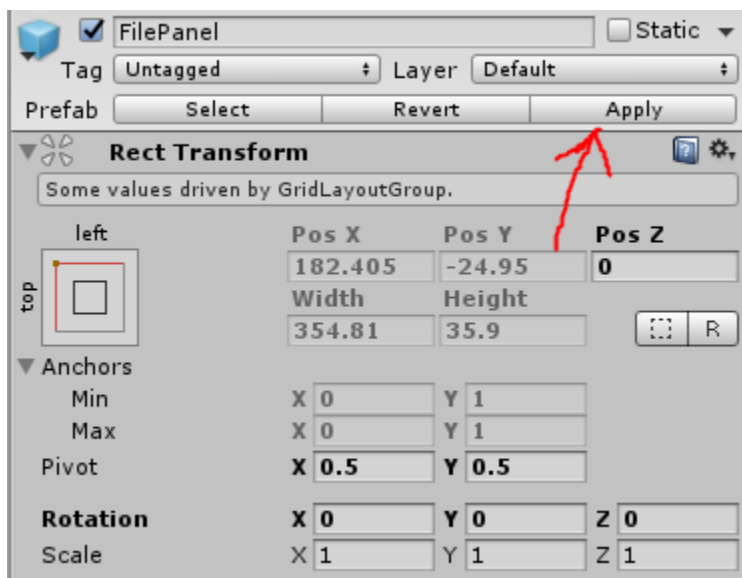 FilePanel Static
Tag Untagged Layer Default
Prefab Select Revert Apply
Rect Transform
Some values driven by GridLayoutGroup.
left Pos X Pos Y Pos Z
182.405 -24.95 0
top Width Height
354.81 35.9 R
Anchors
Min X 0 Y 1
Max X 0 Y 1
Pivot X 0.5 Y 0.5
Rotation X 0 Y 0 Z 0
Scale X 1 Y 1 Z 1